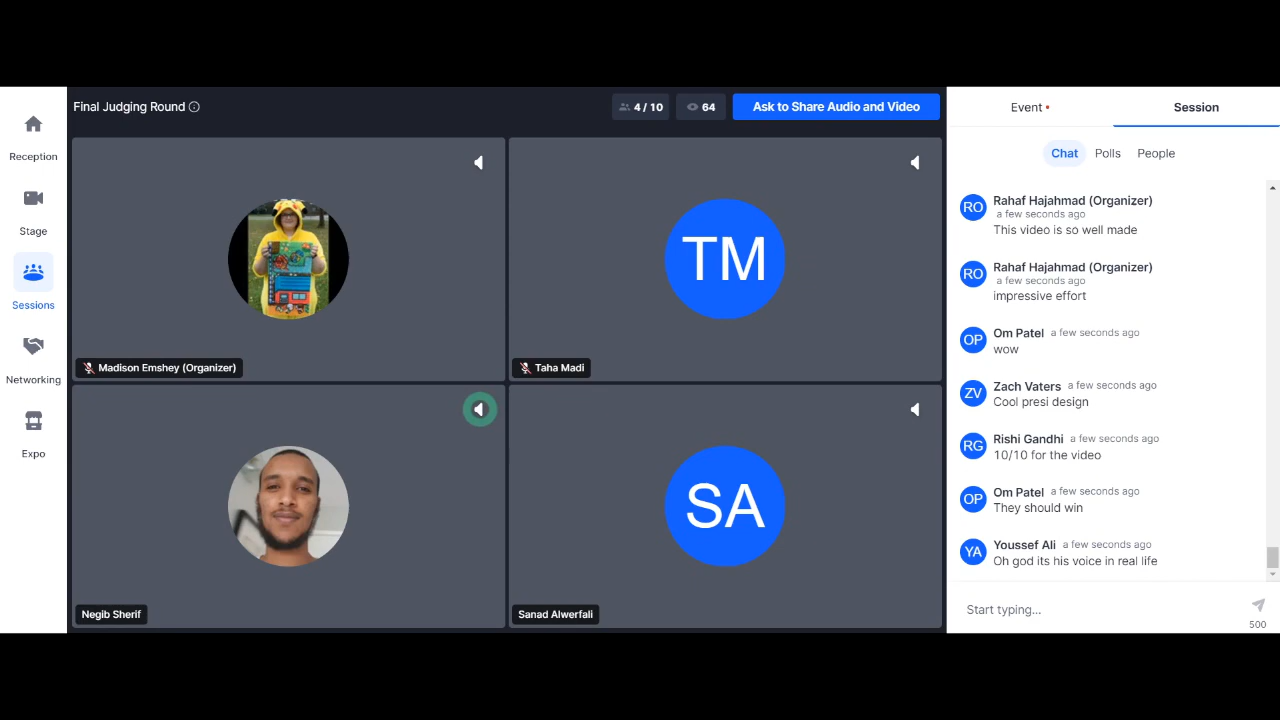 Final Judging Round
4 / 10
64
Ask to Share Audio and Video
Event
Session
Reception
Stage
Sessions
Networking
Expo
TM
Madison Emshey (Organizer)
Taha Madi
SA
Negib Sherif
Sanad Alwerfali
Chat
Polls
People
RO
Rahaf Hajahmad (Organizer)
a few seconds ago
This video is so well made
RO
Rahaf Hajahmad (Organizer)
a few seconds ago
impressive effort
OP
Om Patel a few seconds ago
wow
ZV
Zach Vaters a few seconds ago
Cool presi design
RG
Rishi Gandhi a few seconds ago
10/10 for the video
OP
Om Patel a few seconds ago
They should win
YA
Youssef Ali a few seconds ago
Oh god its his voice in real life
Start typing...
500